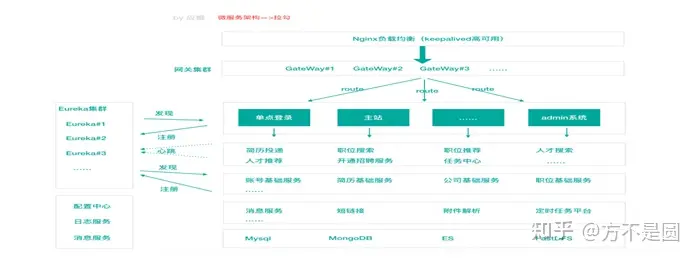 by 应癫 微服务架构—>拉勾
Nginx负载均衡（keepalived高可用）
网关集群 GateWay#1 GateWay#2 GateWay#3 ……
route route route
Eureka集群
Eureka#1
Eureka#2
Eureka#3
……
发现
注册
心跳
发现
注册
单点登录 主站 …… admin系统
简历投递 职位搜索 职位推荐 人才搜索
人才推荐 开通招聘服务 任务中心
账号基础服务 简历基础服务 公司基础服务 职位基础服务
……
消息服务 短链接 附件解析 定时任务平台
……
配置中心
日志服务
消息服务
Mysql MongoDB ES FastDFS
知乎 @方不是圆